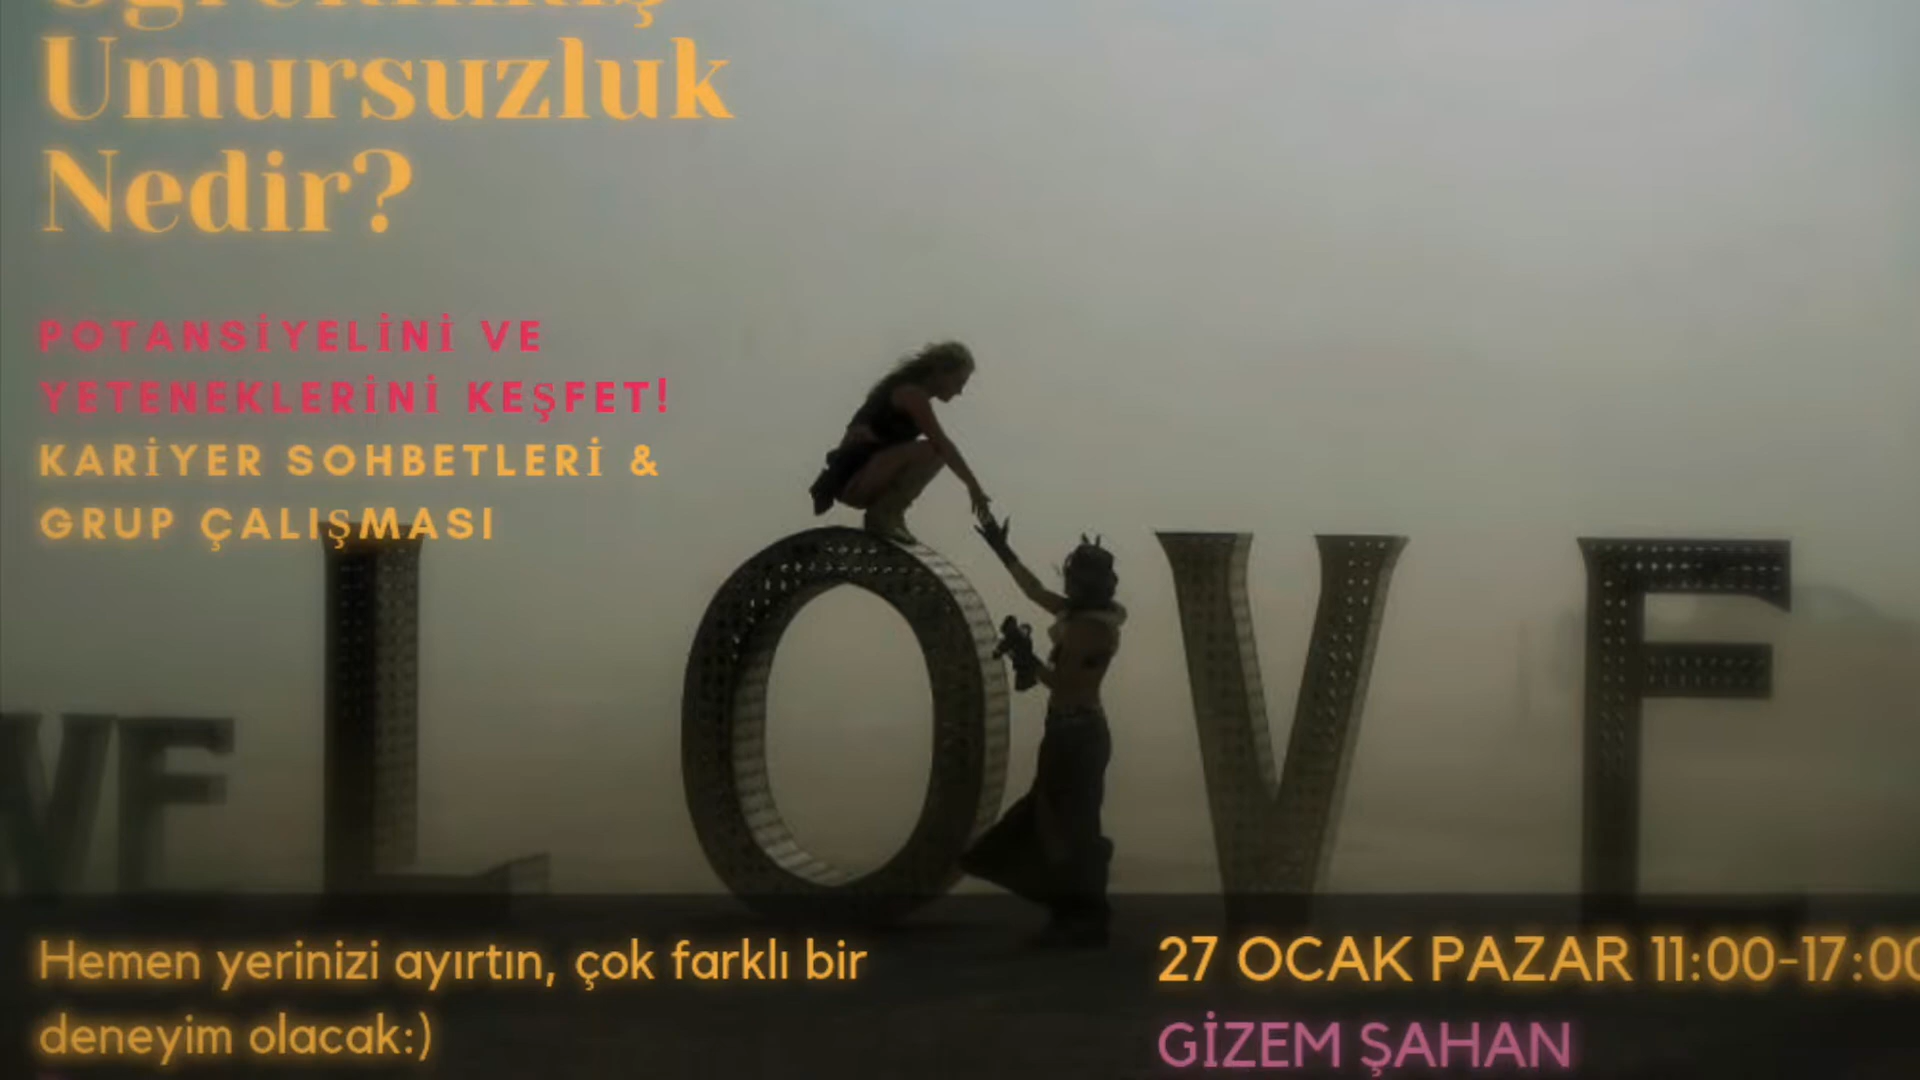 Umursuzluk
Nedir?
POTANSİYELİNİ VE
YETENEKLERİNİ KEŞFET!
KARİYER SOHBETLERİ &
GRUP ÇALIŞMASI
VE
LOVE
Hemen yerinizi ayırtın, çok farklı bir
deneyim olacak:)
27 OCAK PAZAR 11:00-17:00
GİZEM ŞAHAN